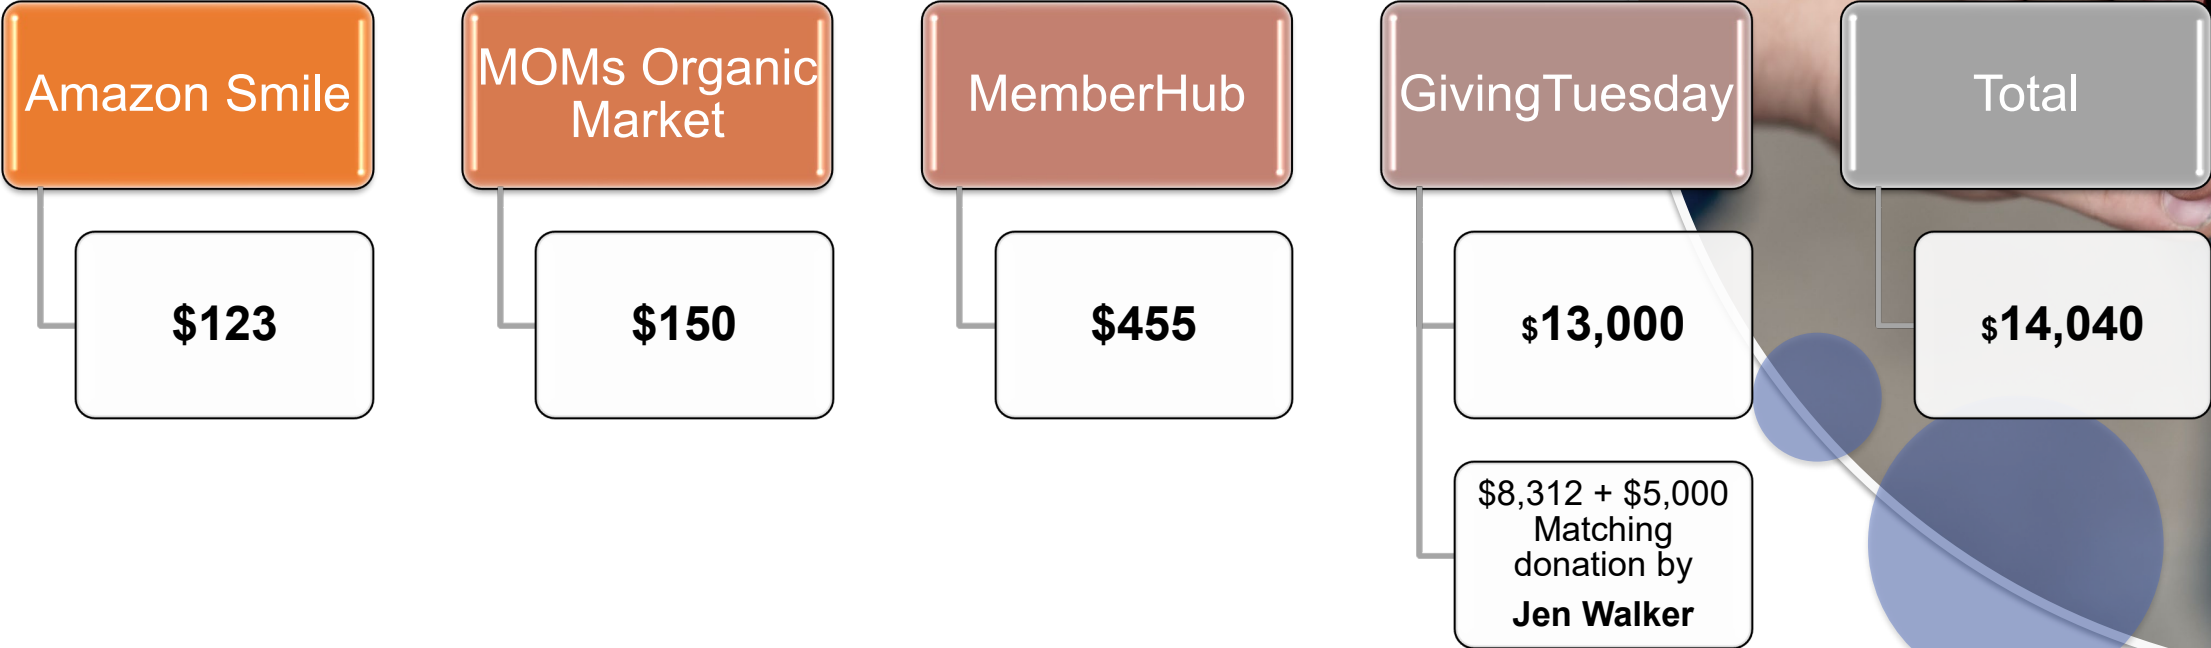 Amazon Smile
$123
MOMs Organic
Market
$150
MemberHub
$455
GivingTuesday
$13,000
$8,312 + $5,000
Matching
donation by
Jen Walker
Total
$14,040